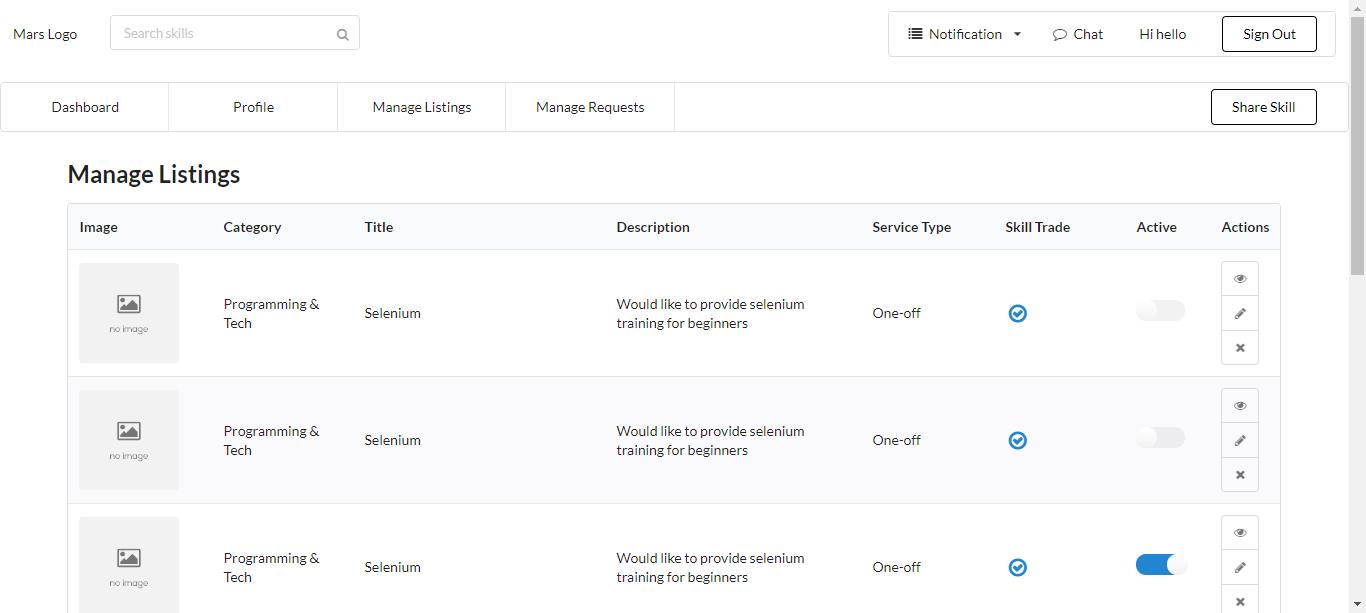 Mars Logo
Search skills
Notification
Chat
Hi hello
Sign Out
Dashboard
Profile
Manage Listings
Manage Requests
Share Skill
Manage Listings
Image Category Title Description Service Type Skill Trade Active Actions
no image
Programming &
Tech
Selenium
Would like to provide selenium
training for beginners
One-off
no image
Programming &
Tech
Selenium
Would like to provide selenium
training for beginners
One-off
no image
Programming &
Tech
Selenium
Would like to provide selenium
training for beginners
One-off